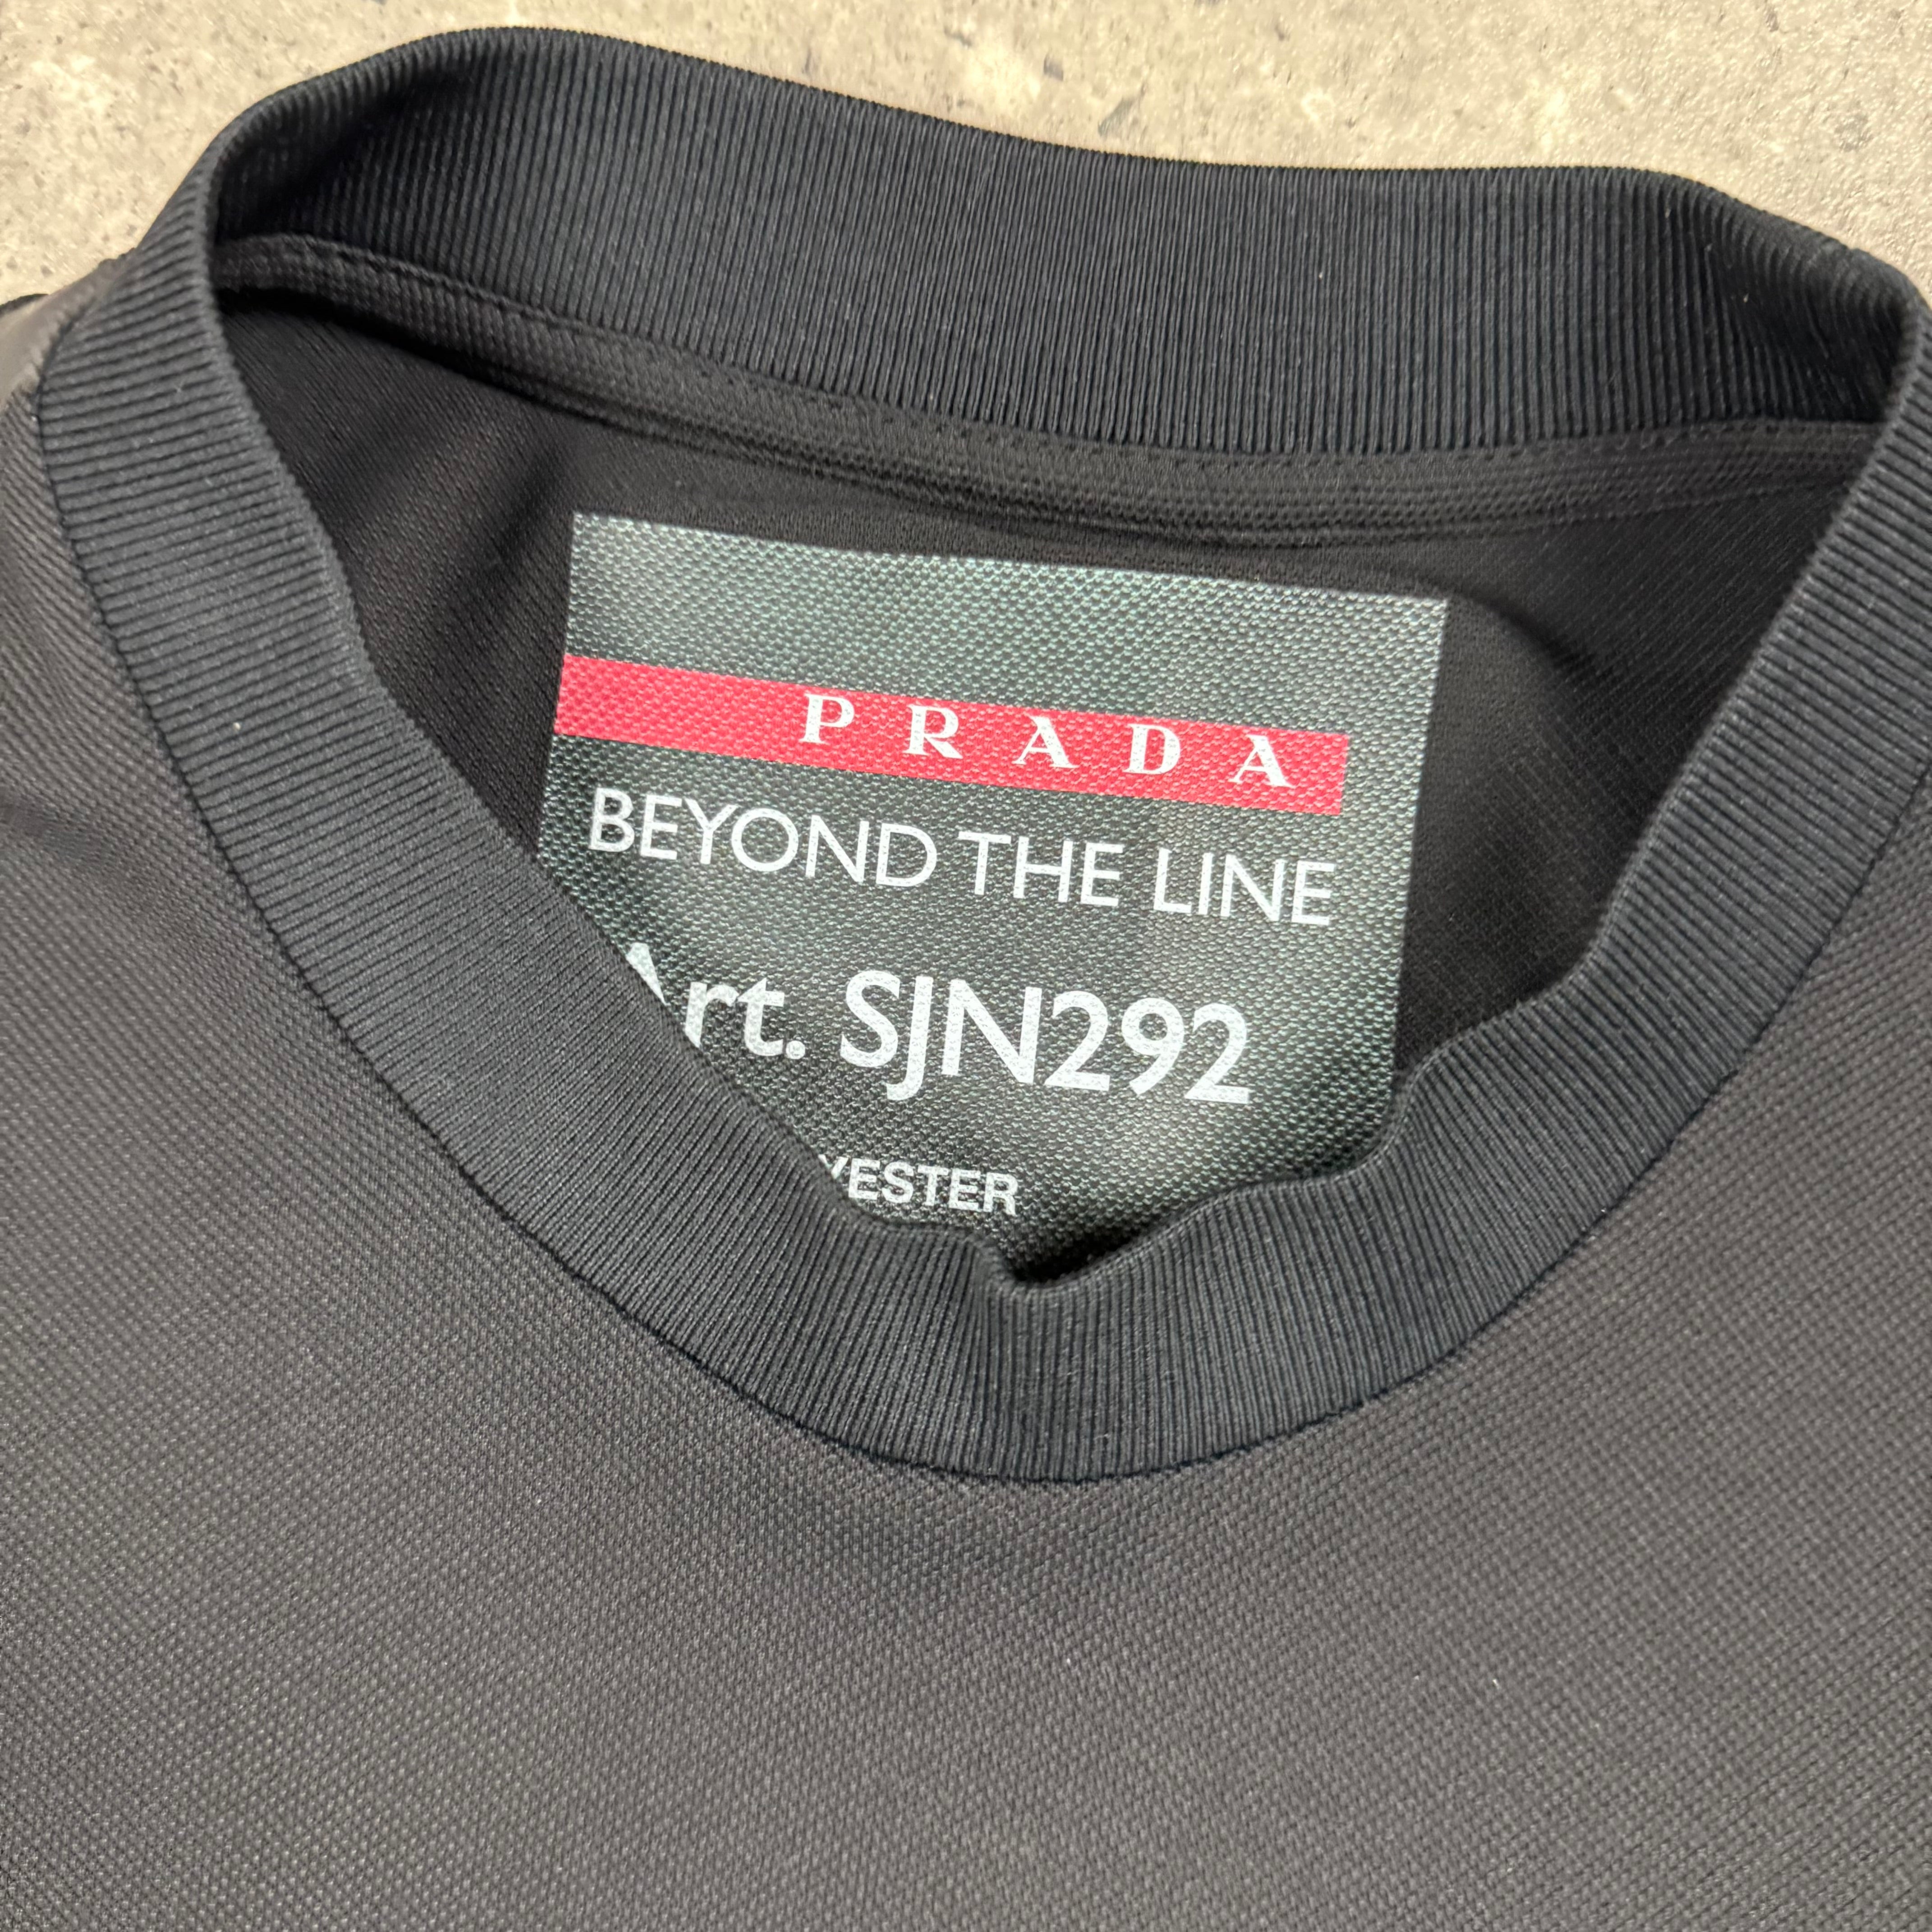 PRADA
BEYOND THE LINE
Art. SJN292
YESTER